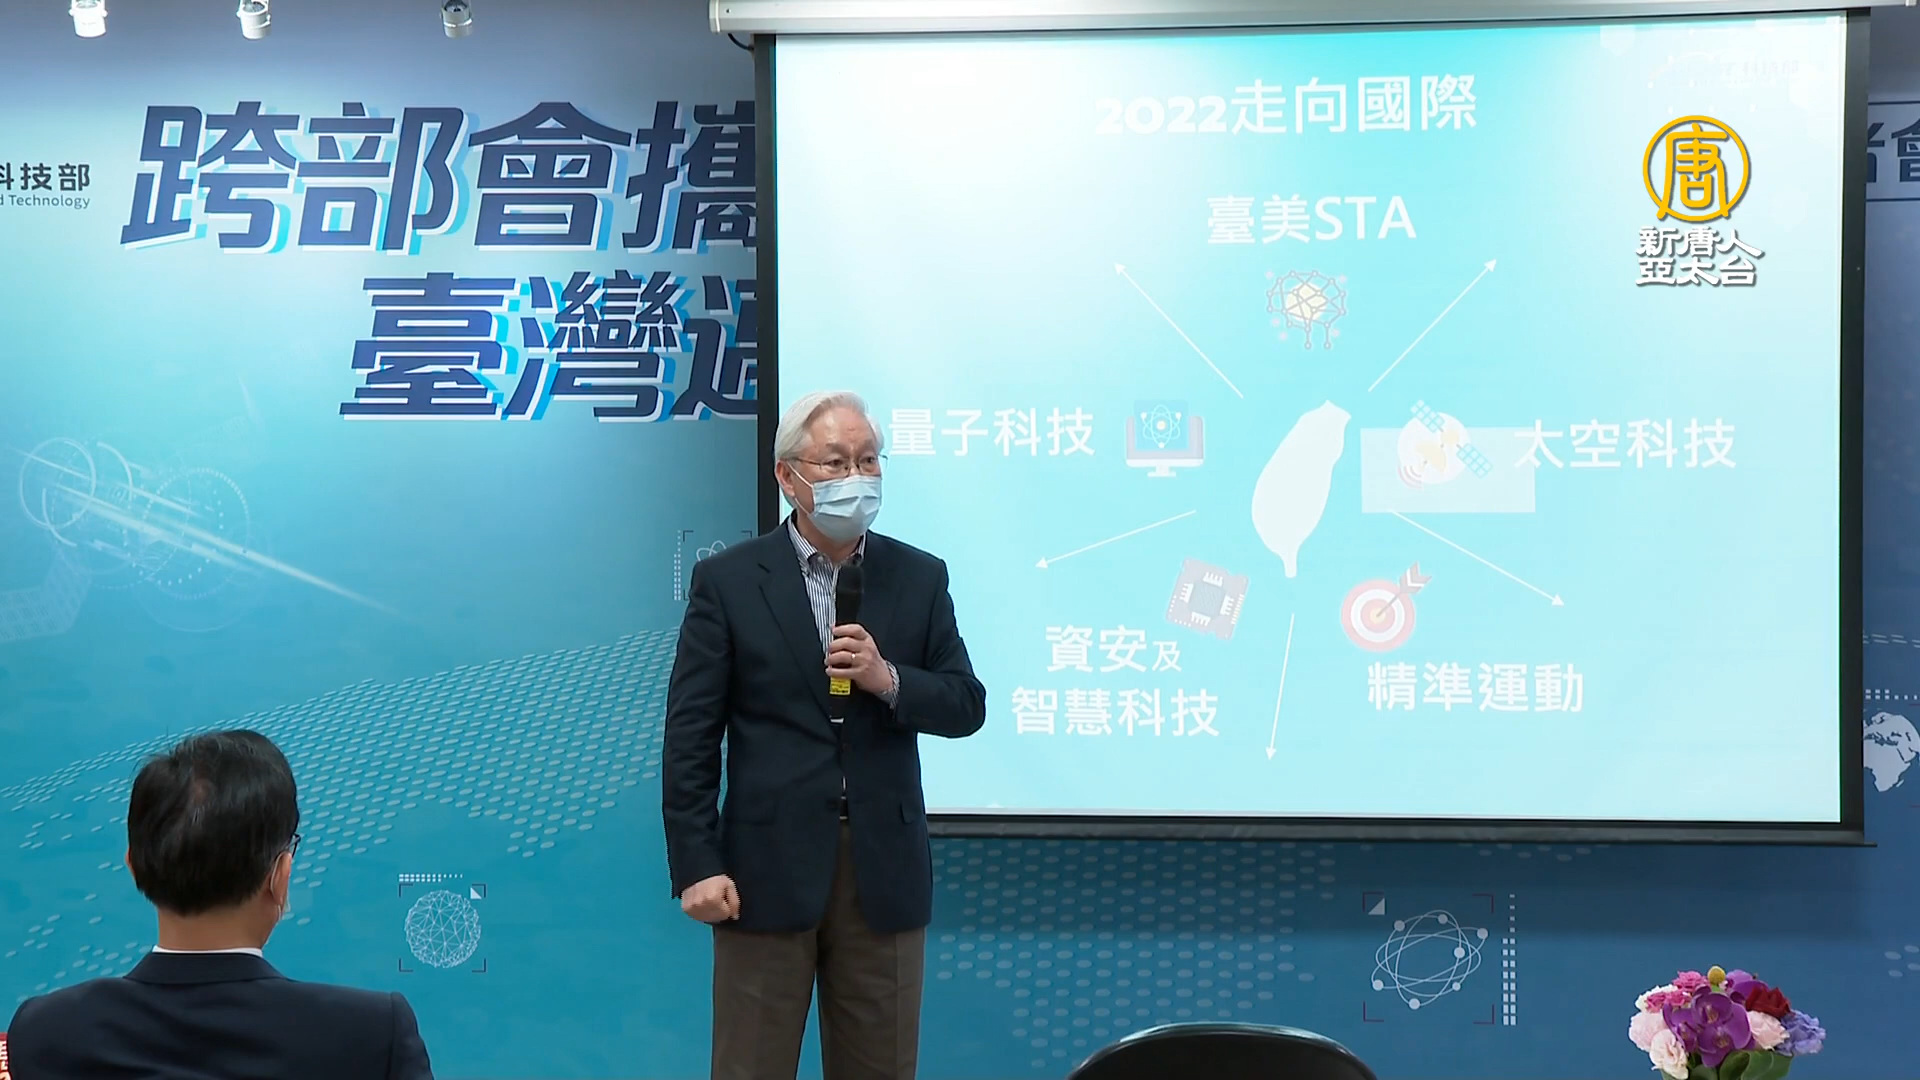 科技部
d Technology
跨部會攜
臺灣
2022走向國際
臺美STA
量子科技
太空科技
資安及
智慧科技
精準運動
唐
新唐人
亞太台